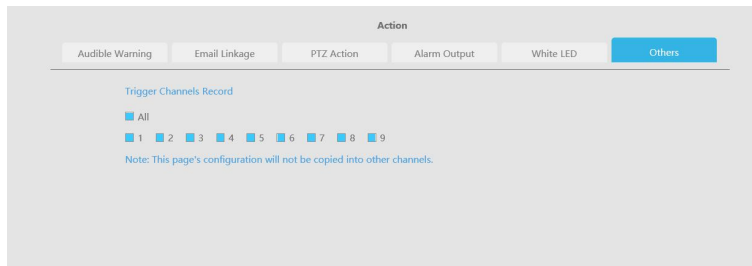 Action
Audible Warning Email Linkage PTZ Action Alarm Output White LED Others
Trigger Channels Record
All
1 2 3 4 5 6 7 8 9
Note: This page's configuration will not be copied into other channels.